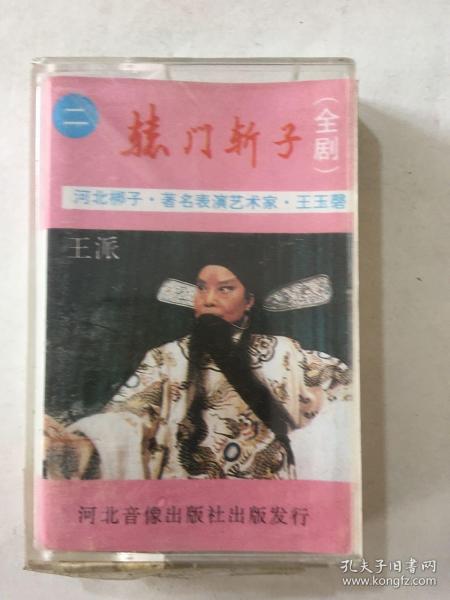 二
辕门斩子
(全剧)
河北梆子·著名表演艺术家·王玉磬
王派
河北音像出版社出版发行
孔夫子旧书网
www.kongfz.com